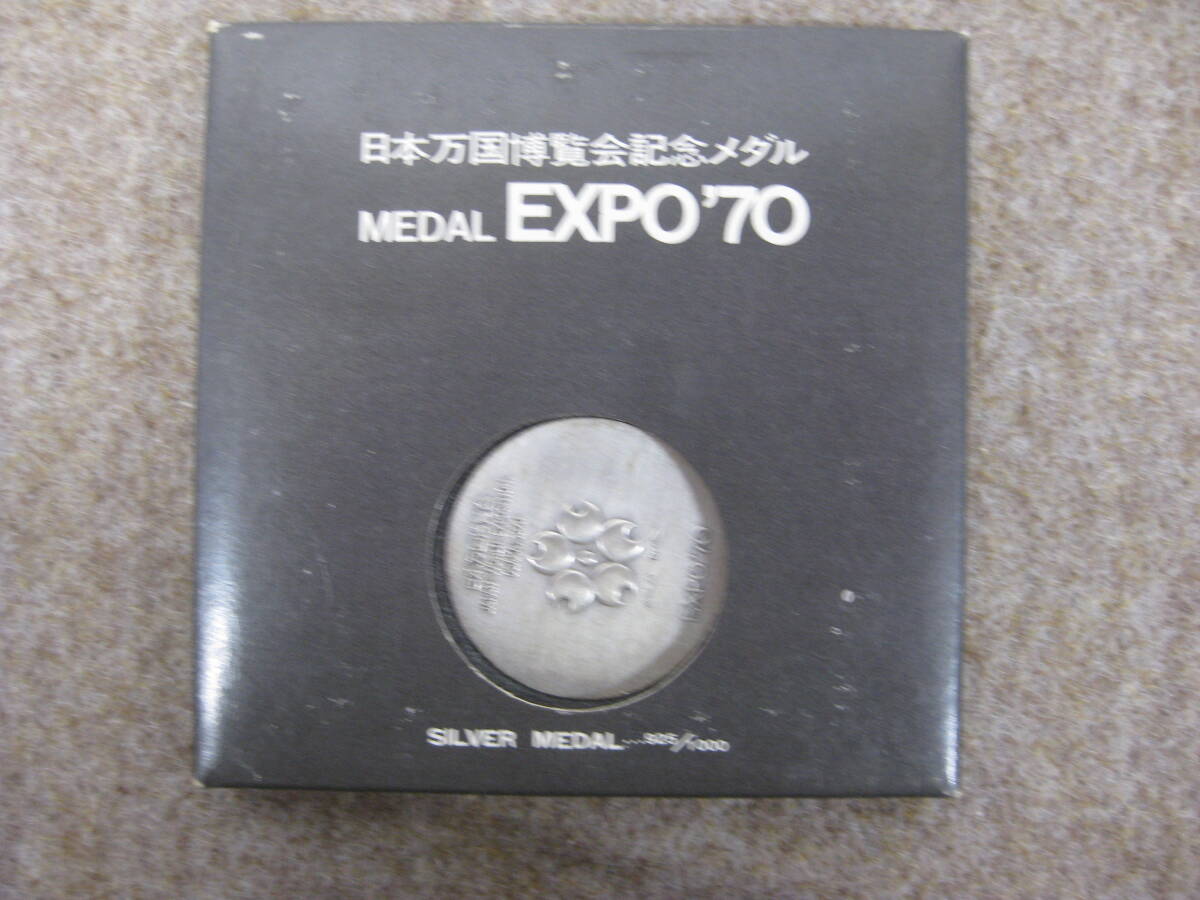 日本万国博覧会記念メダル
MEDAL EXPO'70
EXPO'70
SILVER MEDAL...925/1000